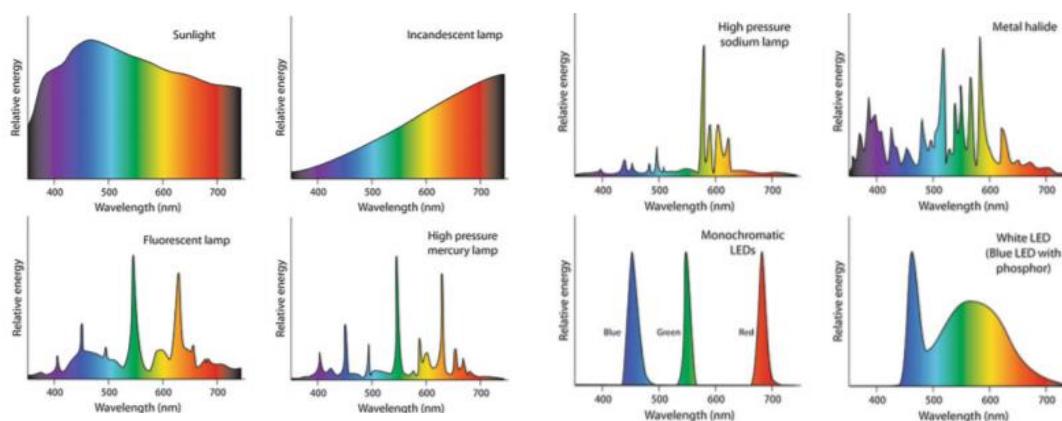 Sunlight
Relative energy
400 500 600 700
Wavelength (nm)
Incandescent lamp
Relative energy
400 500 600 700
Wavelength (nm)
High pressure
sodium lamp
Relative energy
400 500 600 700
Wavelength (nm)
Metal halide
Relative energy
400 500 600 700
Wavelength (nm)
Fluorescent lamp
Relative energy
400 500 600 700
Wavelength (nm)
High pressure
mercury lamp
Relative energy
400 500 600 700
Wavelength (nm)
Monochromatic
LEDs
Relative energy
Blue
Green
Red
400 500 600 700
Wavelength (nm)
White LED
(Blue LED with
phosphor)
Relative energy
400 500 600 700
Wavelength (nm)